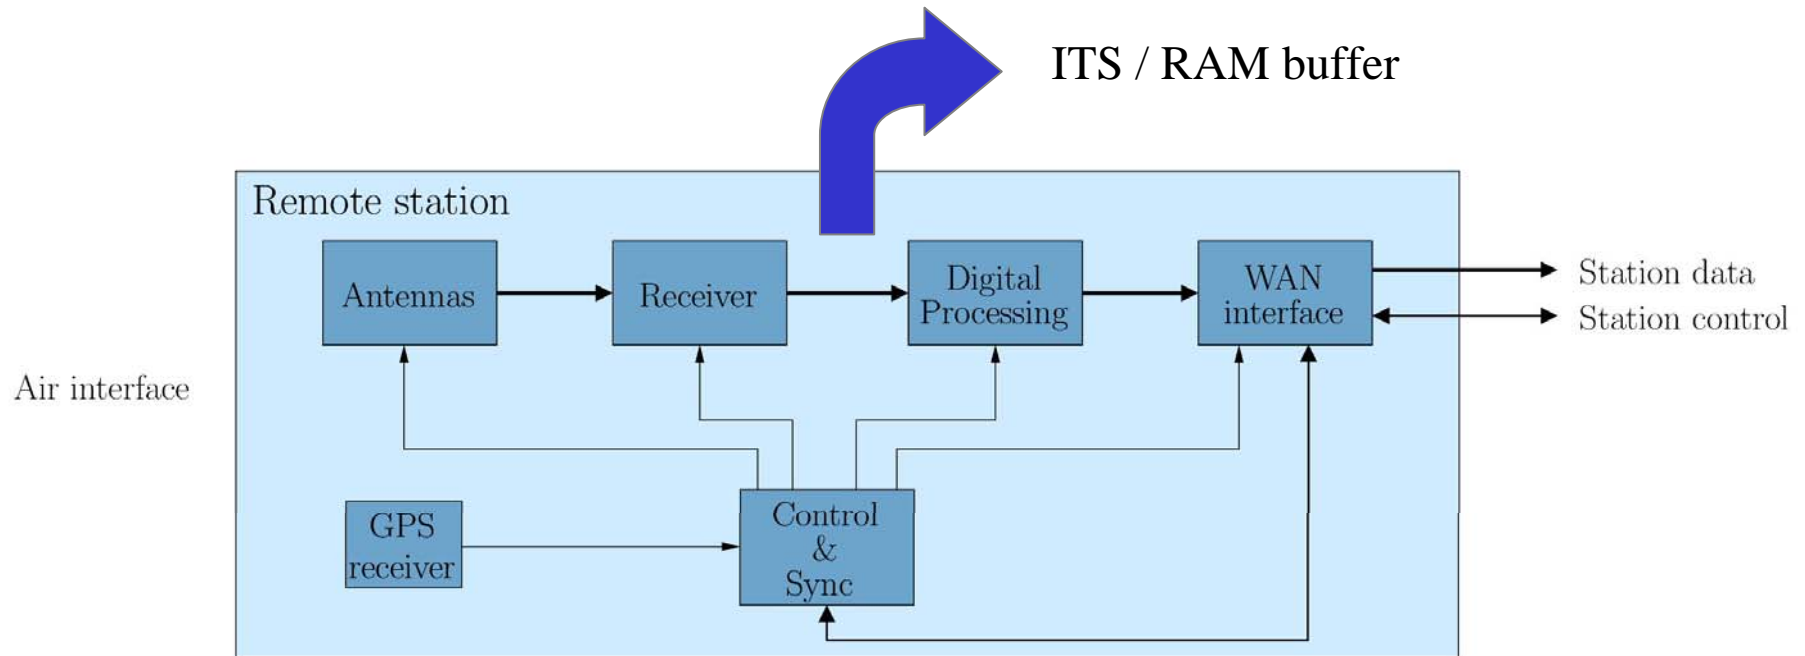 ITS / RAM buffer
Remote station
Antennas
Receiver
Digital
Processing
WAN
interface
Station data
Station control
Air interface
GPS
receiver
Control
&
Sync